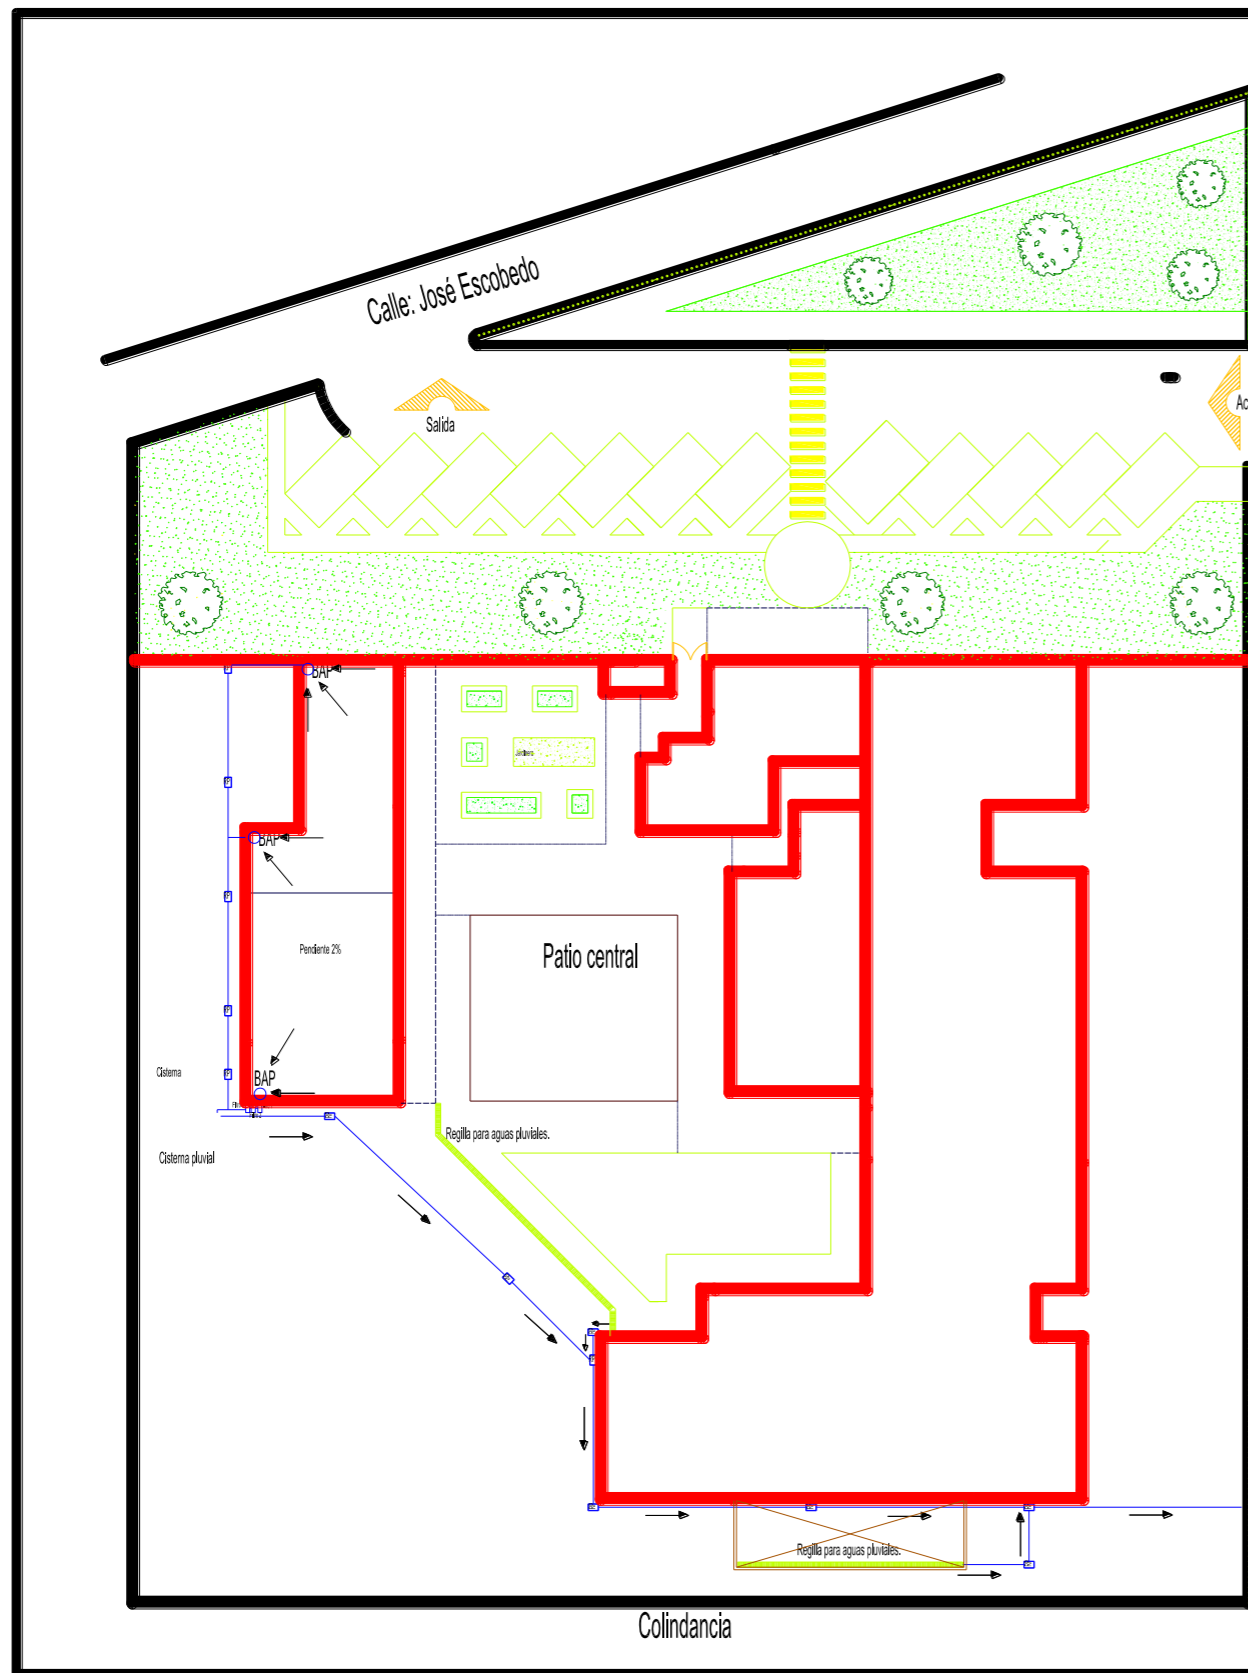 Calle: José Escobedo
Salida
Ac
BAP
Jardinera
BAP
Patio central
Pendiente 2%
Cisterna
BAP
Regilla para aguas pluviales.
Cisterna pluvial
Regilla para aguas pluviales.
Colindancia